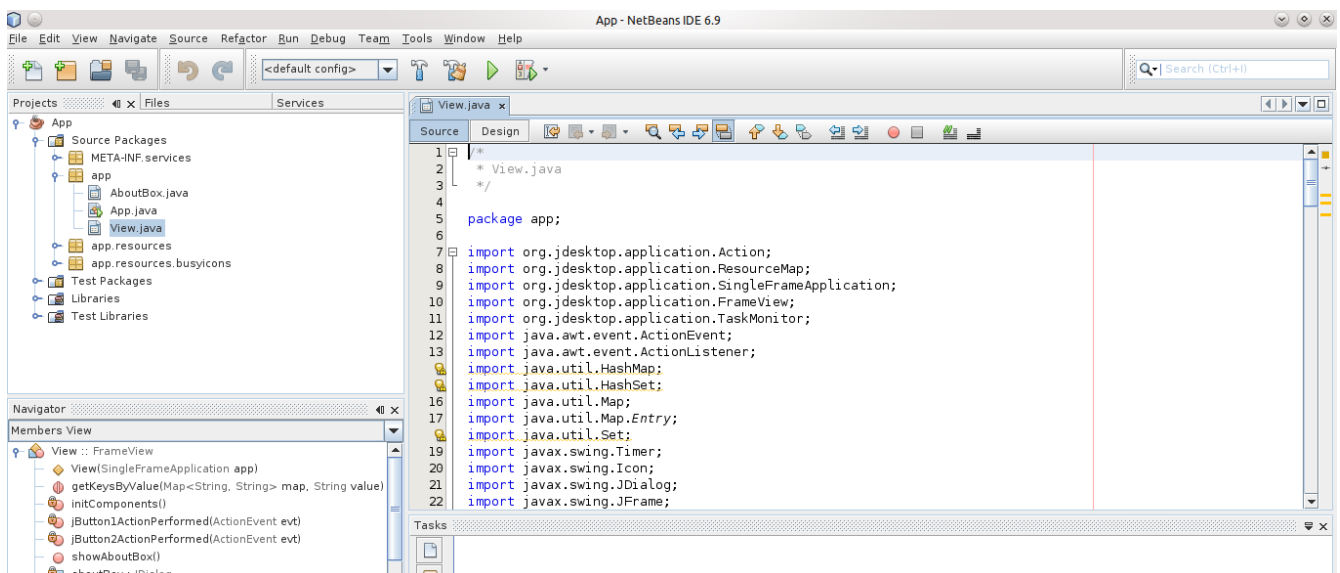 App - NetBeans IDE 6.9
File Edit View Navigate Source Refactor Run Debug Team Tools Window Help
<default config>
Search (Ctrl+I)
Projects Files Services
App
Source Packages
META-INF.services
app
AboutBox.java
App.java
View.java
app.resources
app.resources.busyicons
Test Packages
Libraries
Test Libraries
Navigator
Members View
View :: FrameView
View(SingleFrameApplication app)
getKeysByValue(Map<String, String> map, String value)
initComponents()
jButton1ActionPerformed(ActionEvent evt)
jButton2ActionPerformed(ActionEvent evt)
showAboutBox()
aboutBox : JDialog
View.java
Source Design
1 /*
2 * View.java
3 */
4
5 package app;
6
7 import org.jdesktop.application.Action;
8 import org.jdesktop.application.ResourceMap;
9 import org.jdesktop.application.SingleFrameApplication;
10 import org.jdesktop.application.FrameView;
11 import org.jdesktop.application.TaskMonitor;
12 import java.awt.event.ActionEvent;
13 import java.awt.event.ActionListener;
import java.util.HashMap;
import java.util.HashSet;
16 import java.util.Map;
17 import java.util.Map.Entry;
import java.util.Set;
19 import javax.swing.Timer;
20 import javax.swing.Icon;
21 import javax.swing.JDialog;
22 import javax.swing.JFrame;
Tasks